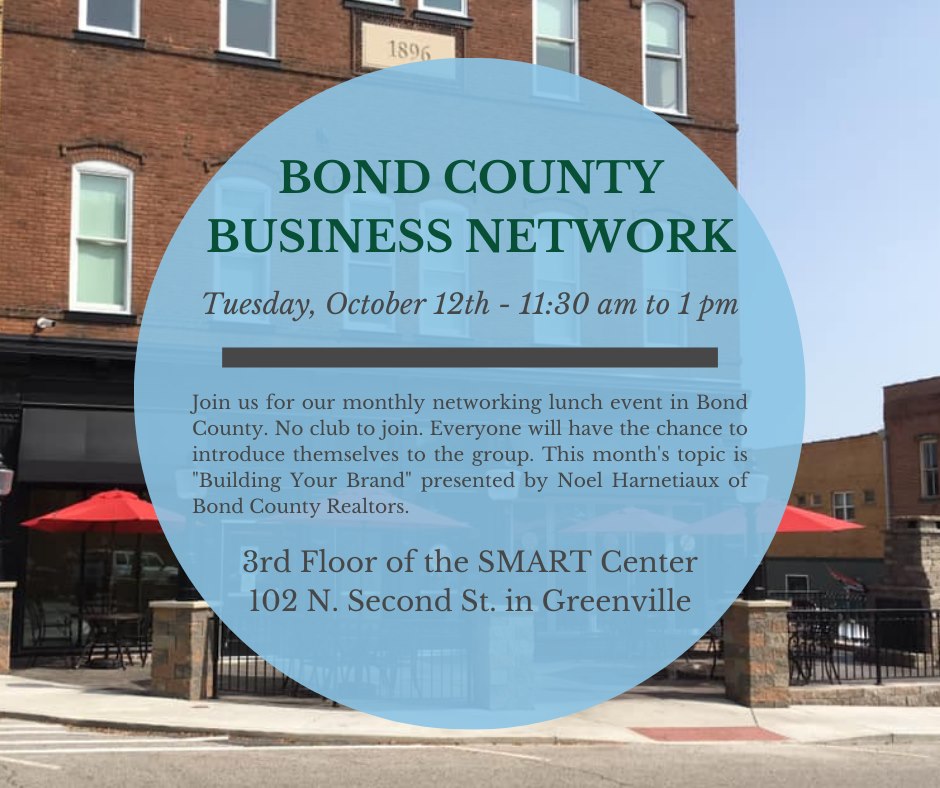 1896
BOND COUNTY
BUSINESS NETWORK
Tuesday, October 12th - 11:30 am to 1 pm
Join us for our monthly networking lunch event in Bond
County. No club to join. Everyone will have the chance to
introduce themselves to the group. This month's topic is
"Building Your Brand" presented by Noel Harnetiaux of
Bond County Realtors.
3rd Floor of the SMART Center
102 N. Second St. in Greenville